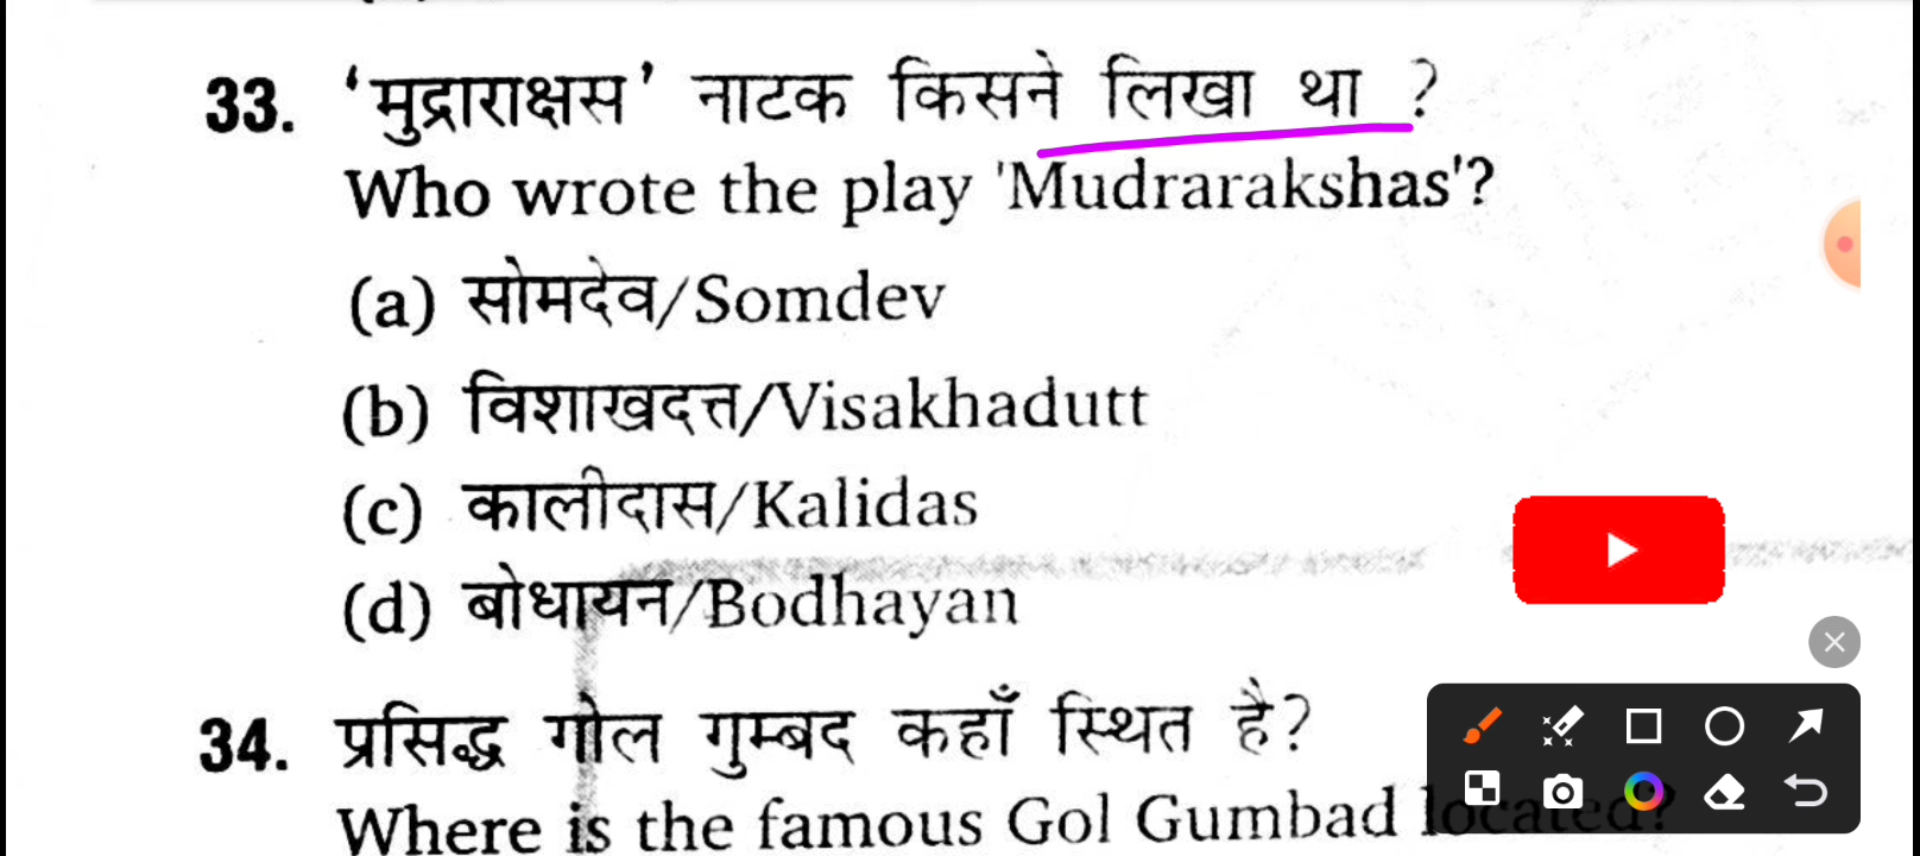 33. ‘मुद्राराक्षस’ नाटक किसने लिखा था ?
Who wrote the play 'Mudrarakshas'?
(a) सोमदेव/Somdev
(b) विशाखदत्त/Visakhadutt
(c) कालीदास/Kalidas
(d) बोधायन/Bodhayan
34. प्रसिद्ध गोल गुम्बद कहाँ स्थित है?
Where is the famous Gol Gumbad located?